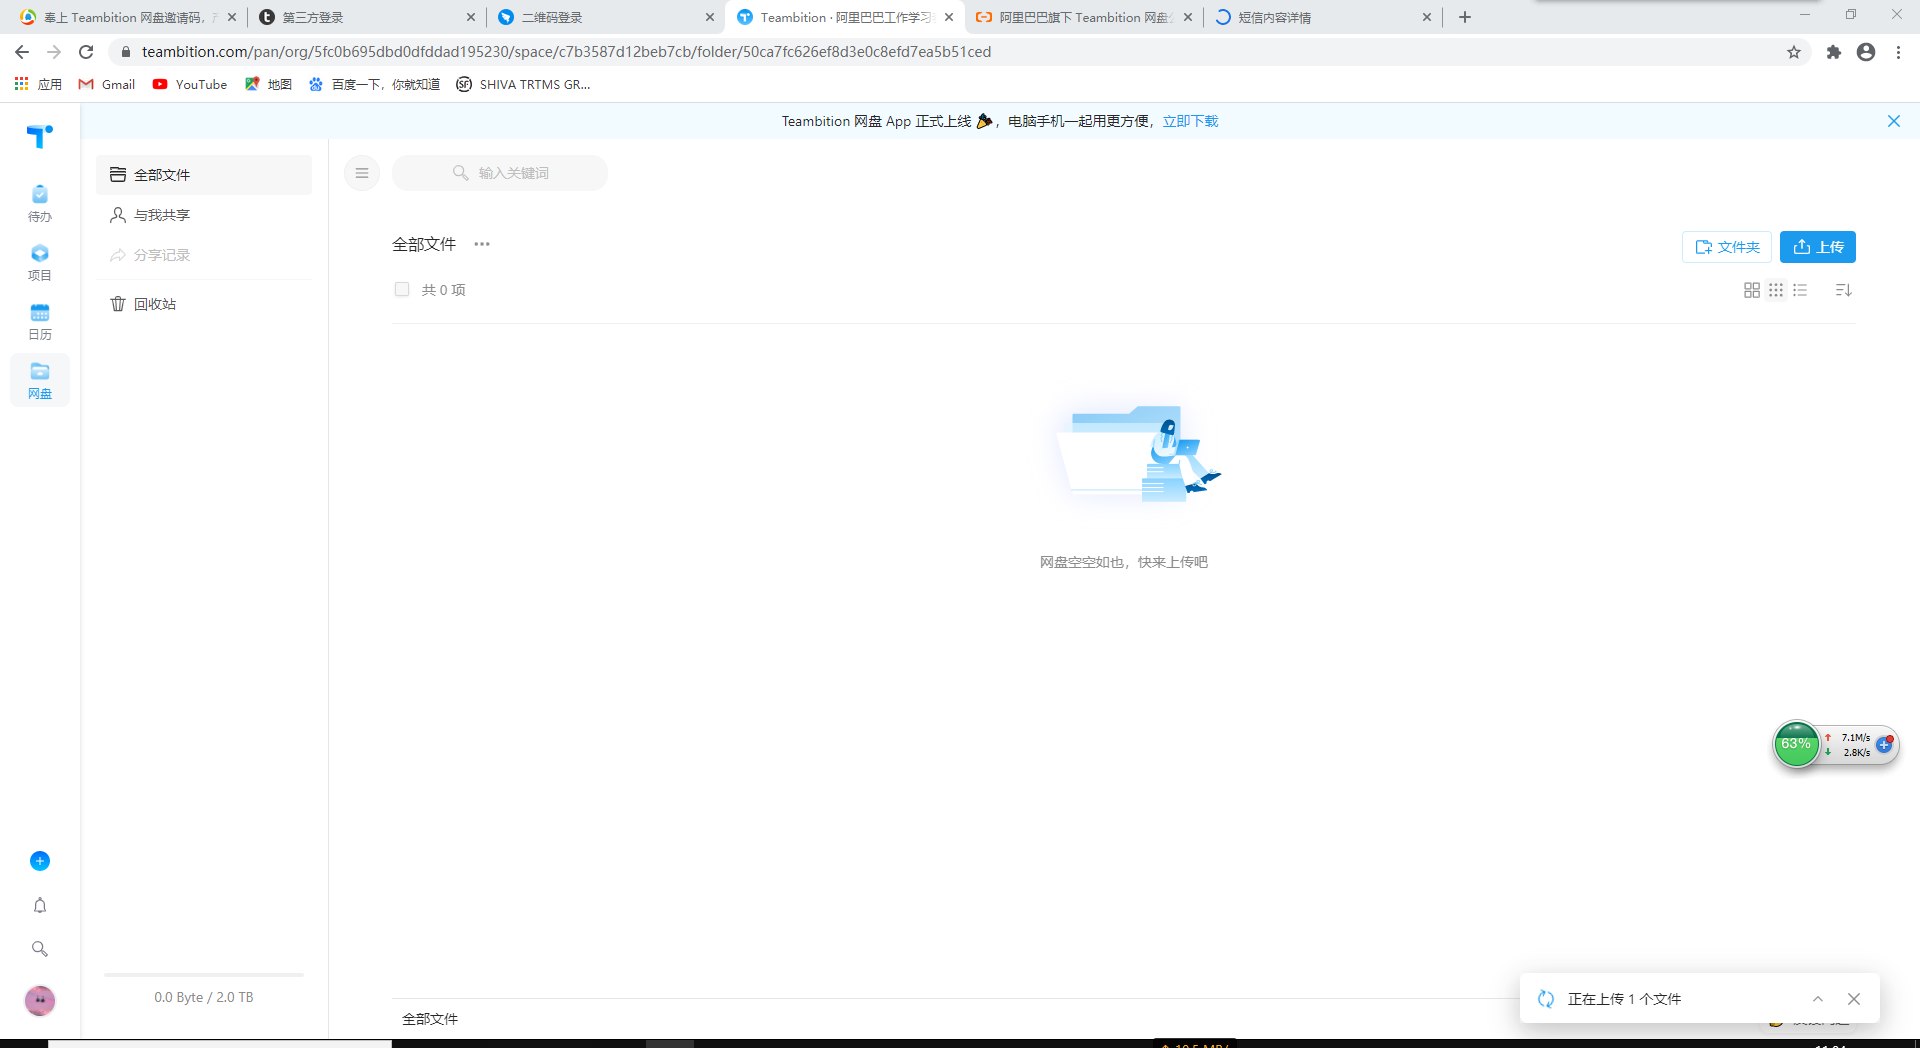 奉上 Teambition 网盘邀请码，
第三方登录
二维码登录
Teambition · 阿里巴巴工作学习
阿里巴巴旗下 Teambition 网盘
短信内容详情
teambition.com/pan/org/5fc0b695dbd0dfddad195230/space/c7b3587d12beb7cb/folder/50ca7fc626ef8d3e0c8efd7ea5b51ced
应用
Gmail
YouTube
地图
百度一下，你就知道
SHIVA TRTMS GR...
Teambition 网盘 App 正式上线 ，电脑手机一起用更方便，立即下载
待办
项目
日历
网盘
全部文件
与我共享
分享记录
回收站
输入关键词
全部文件
文件夹
上传
共 0 项
网盘空空如也，快来上传吧
63%
7.1M/s
2.8K/s
0.0 Byte / 2.0 TB
全部文件
正在上传 1 个文件